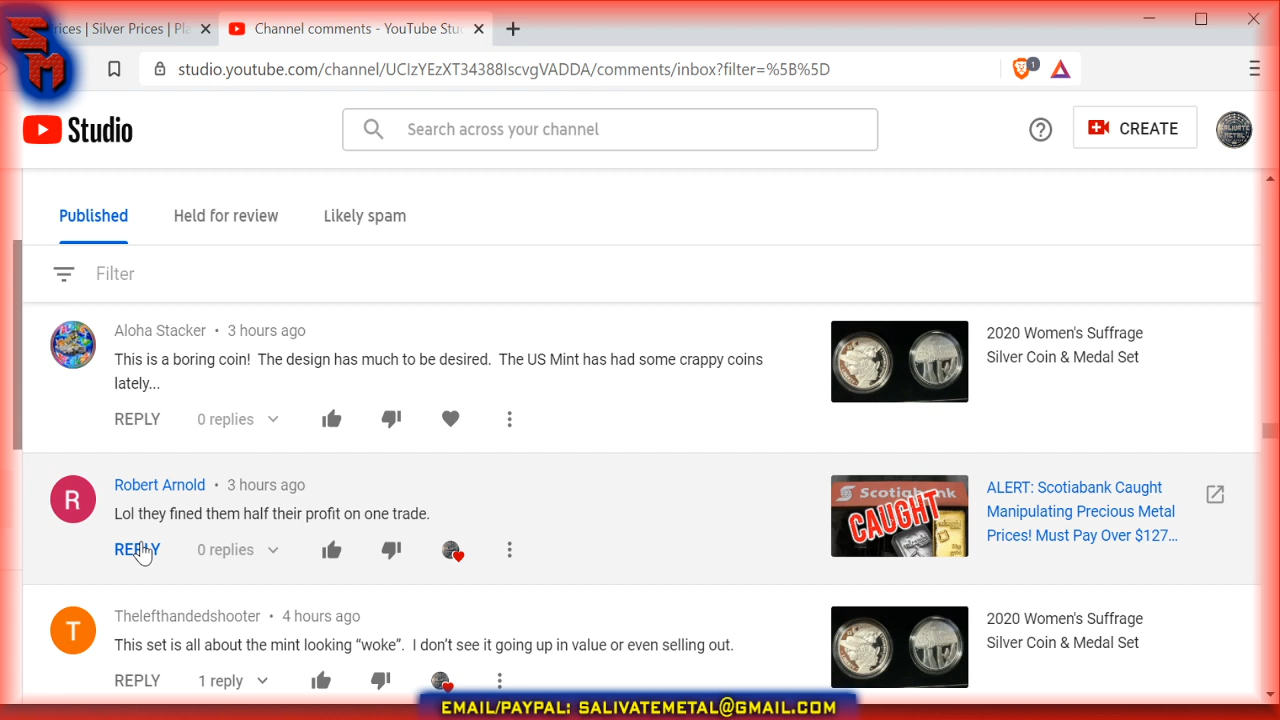 SM
rices | Silver Prices | Pla
Channel comments - YouTube Stu
studio.youtube.com/channel/UCIzYEzXT34388IscvgVADDA/comments/inbox?filter=%5B%5D
1
Studio
Search across your channel
CREATE
SALIVATE
METAL
Published
Held for review
Likely spam
Filter
Aloha Stacker • 3 hours ago
This is a boring coin! The design has much to be desired. The US Mint has had some crappy coins
lately...
REPLY
0 replies
2020 Women's Suffrage
Silver Coin & Medal Set
R
Robert Arnold • 3 hours ago
Lol they fined them half their profit on one trade.
REPLY
0 replies
Scotiabank
CAUGHT
ALERT: Scotiabank Caught
Manipulating Precious Metal
Prices! Must Pay Over $127...
T
Thelefthandedshooter • 4 hours ago
This set is all about the mint looking “woke”. I don’t see it going up in value or even selling out.
REPLY
1 reply
2020 Women's Suffrage
Silver Coin & Medal Set
EMAIL/PAYPAL: SALIVATEMETAL@GMAIL.COM